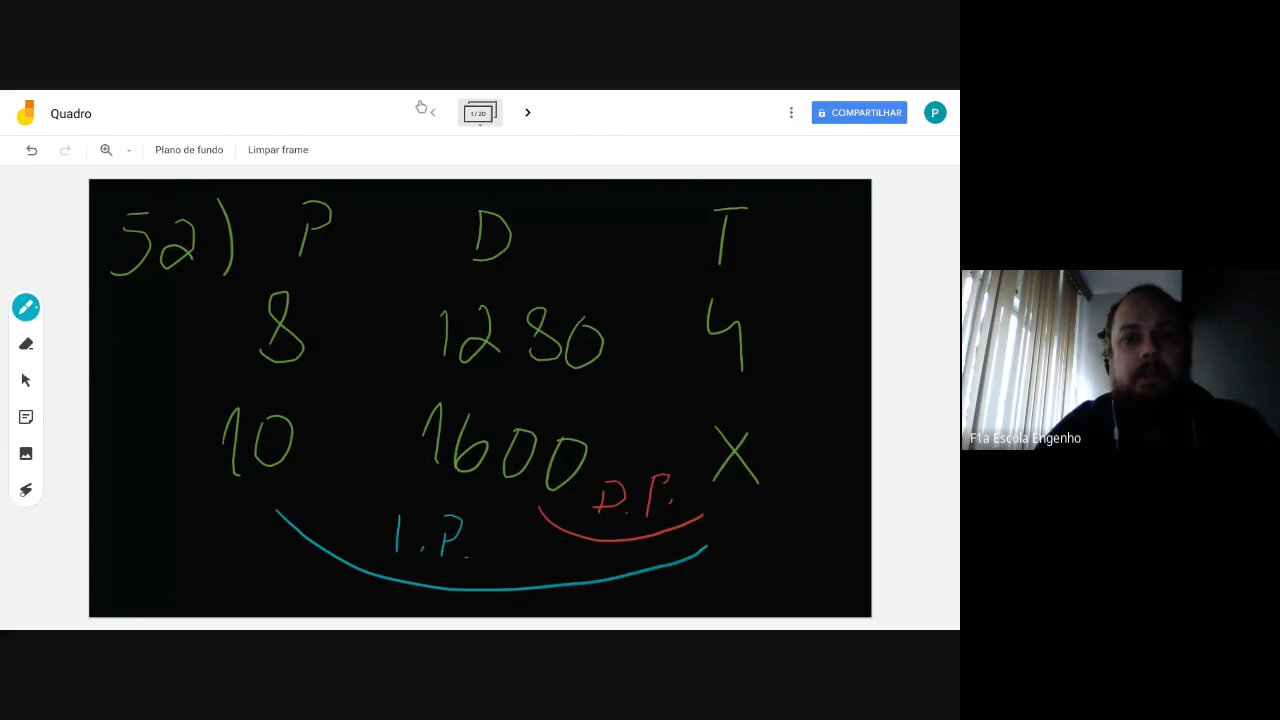 Quadro
1/20
COMPARTILHAR
P
Plano de fundo
Limpar frame
52) P D T
8 1280 4
10 1600 X
D.P.
I.P.
F1a Escola Engenho